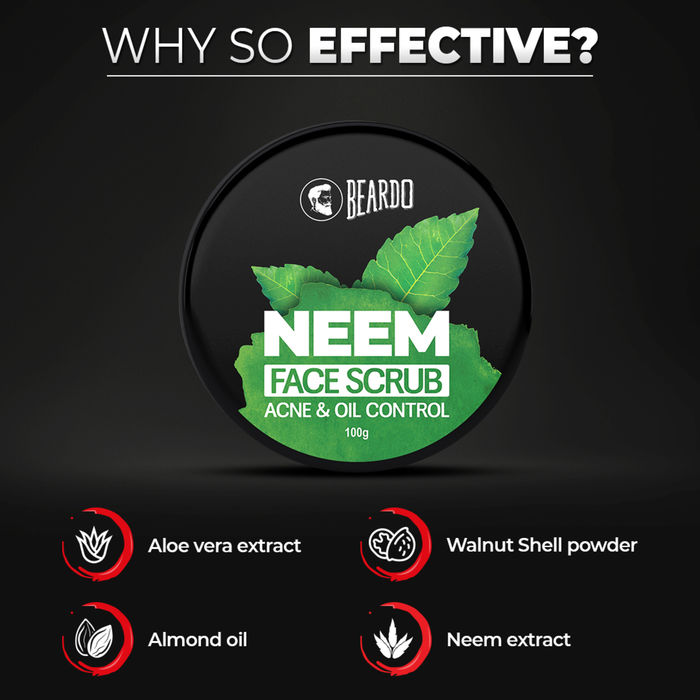 WHY SO EFFECTIVE?
BEARDO
NEEM
FACE SCRUB
ACNE & OIL CONTROL
100g
Aloe vera extract
Walnut Shell powder
Almond oil
Neem extract